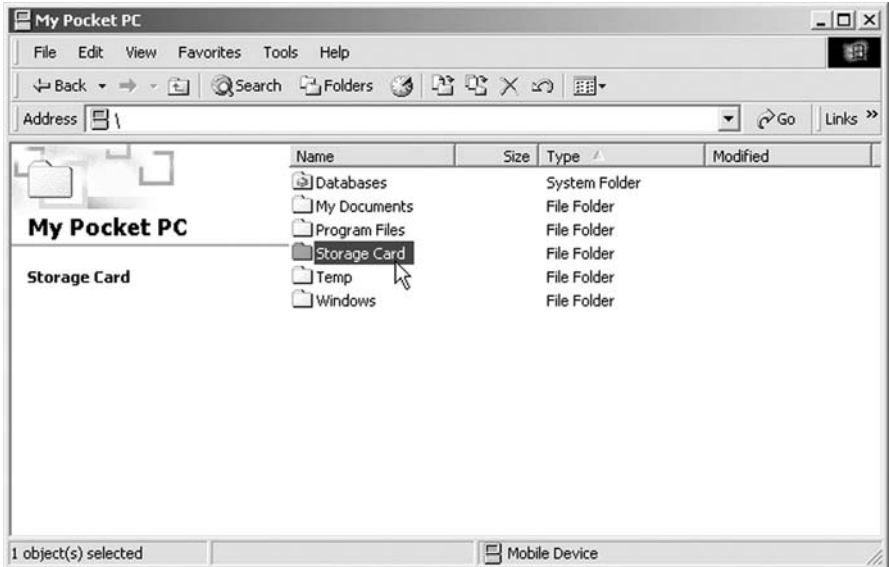 My Pocket PC
File Edit View Favorites Tools Help
Back Search Folders
Address \ Go Links »
Name Size Type Modified
Databases System Folder
My Documents File Folder
My Pocket PC
Program Files File Folder
Storage Card File Folder
Storage Card
Temp File Folder
Windows File Folder
1 object(s) selected Mobile Device